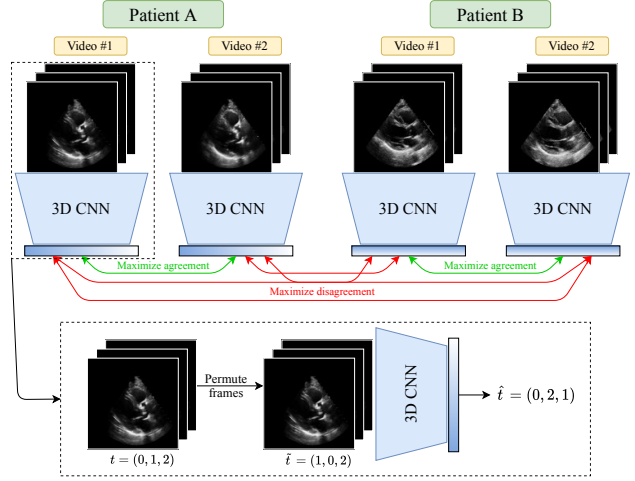 Patient A
Patient B
Video #1
Video #2
Video #1
Video #2
3D CNN
3D CNN
3D CNN
3D CNN
Maximize agreement
Maximize agreement
Maximize disagreement
Permute
frames
3D CNN
t̂ = (0, 2, 1)
t = (0, 1, 2)
t̃ = (1, 0, 2)